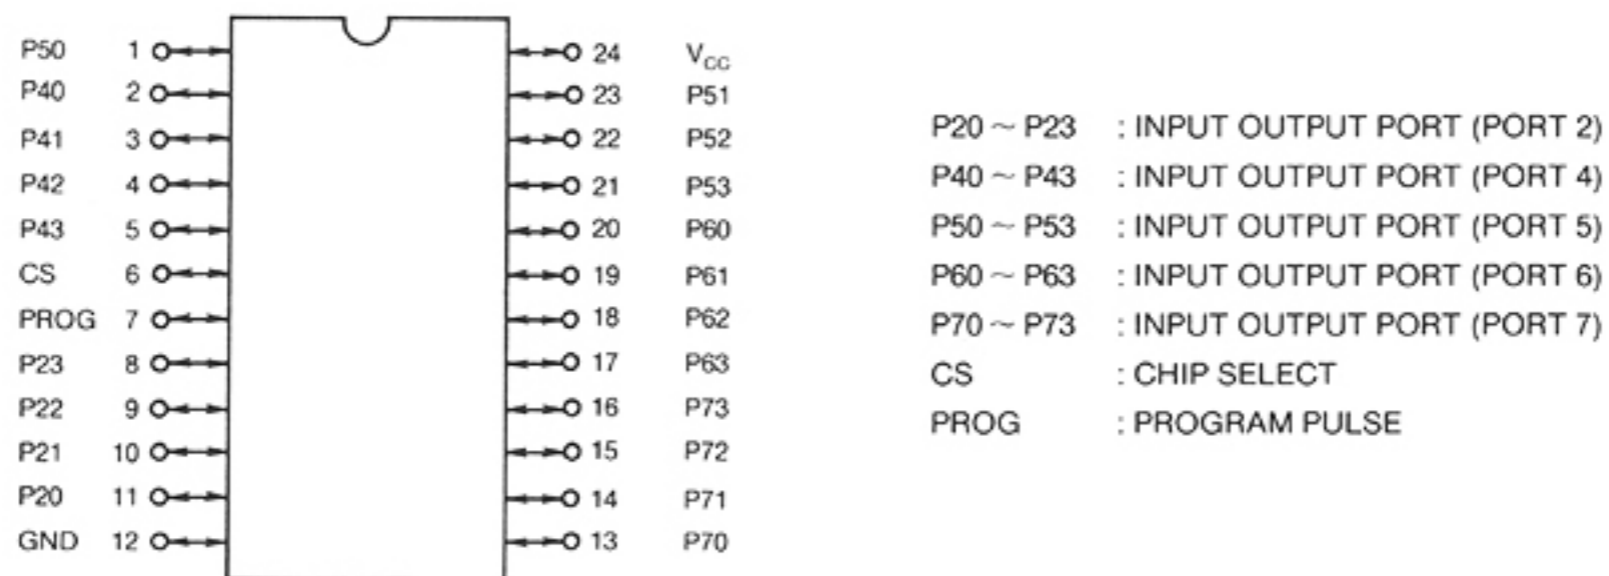 P50 1 24 VCC
P40 2 23 P51
P41 3 22 P52
P42 4 21 P53
P43 5 20 P60
CS 6 19 P61
PROG 7 18 P62
P23 8 17 P63
P22 9 16 P73
P21 10 15 P72
P20 11 14 P71
GND 12 13 P70
P20 ~ P23 : INPUT OUTPUT PORT (PORT 2)
P40 ~ P43 : INPUT OUTPUT PORT (PORT 4)
P50 ~ P53 : INPUT OUTPUT PORT (PORT 5)
P60 ~ P63 : INPUT OUTPUT PORT (PORT 6)
P70 ~ P73 : INPUT OUTPUT PORT (PORT 7)
CS : CHIP SELECT
PROG : PROGRAM PULSE